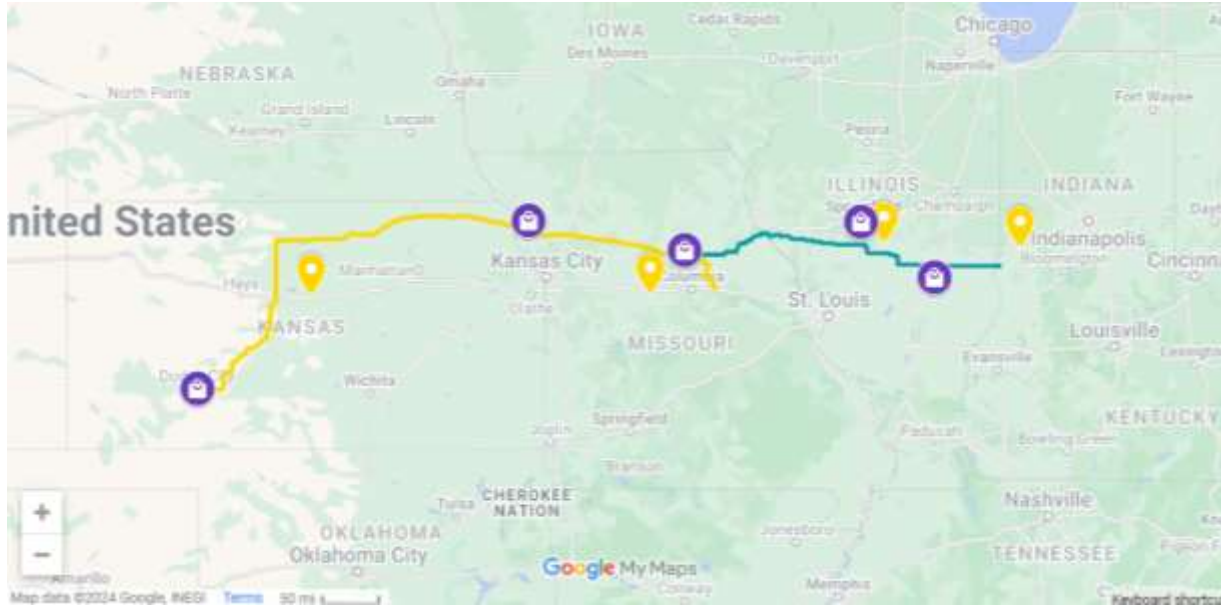 Cedar Rapids
Chicago
IOWA
Des Moines
Davenport
Naperville
NEBRASKA
Omaha
North Platte
Fort Wayne
Grand Island
Lincoln
Kearney
Peoria
ILLINOIS
INDIANA
Champaign
nited States
Indianapolis
Manhattan
Kansas City
Bloomington
Hays
Cincinna
Olathe
St. Louis
KANSAS
MISSOURI
Louisville
Evansville
Lexington
Wichita
Springfield
KENTUCKY
Joplin
Paducah
Bowling Green
Branson
+
CHEROKEE
NATION
Nashville
Tulsa
−
OKLAHOMA
Jonesboro
Oklahoma City
TENNESSEE
Google My Maps
Amarillo
Memphis
Conway
Map data ©2024 Google, INEGI Terms 50 mi
Keyboard shortcu